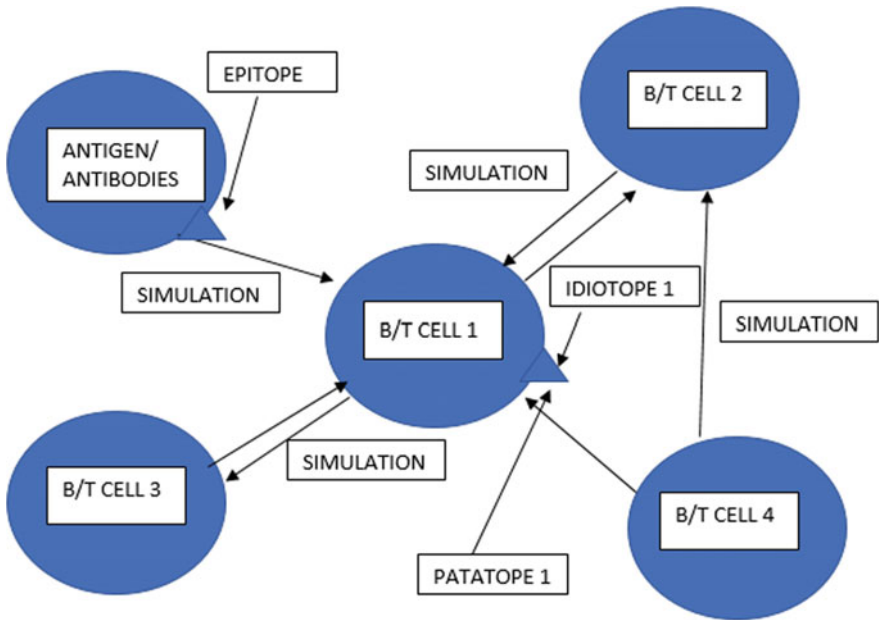 EPITOPE
B/T CELL 2
ANTIGEN/
ANTIBODIES
SIMULATION
SIMULATION
IDIOTOPE 1
B/T CELL 1
SIMULATION
SIMULATION
B/T CELL 3
B/T CELL 4
PATATOPE 1